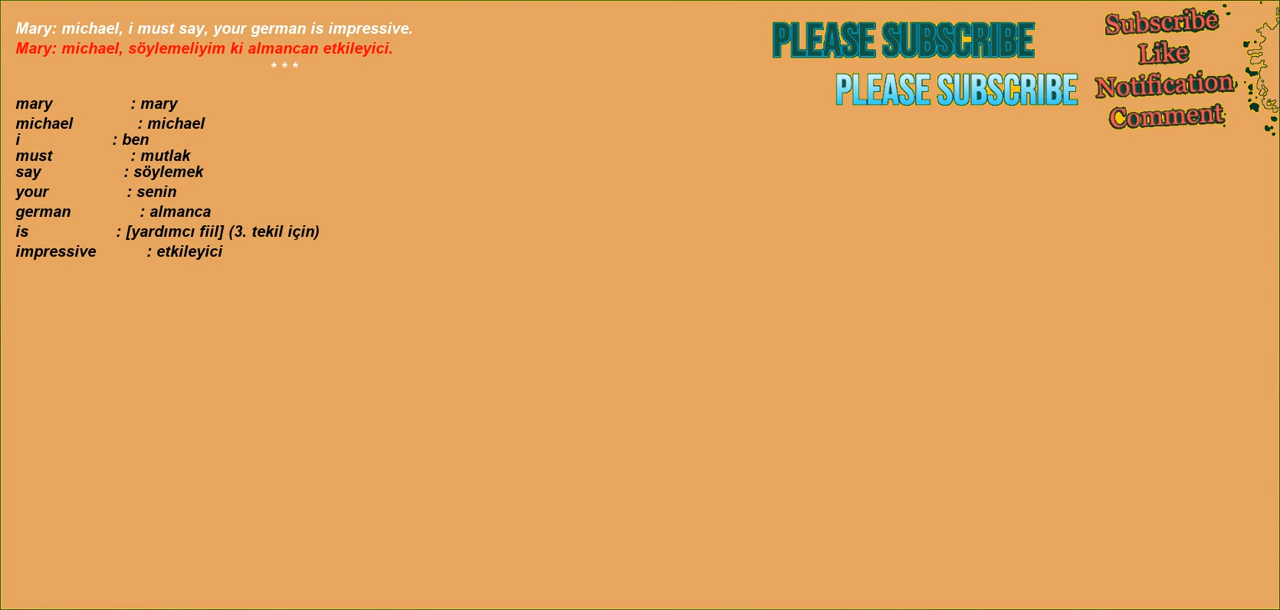 Mary: michael, i must say, your german is impressive.
Mary: michael, söylemeliyim ki almancan etkileyici.
* * *
mary : mary
michael : michael
i : ben
must : mutlak
say : söylemek
your : senin
german : almanca
is : [yardımcı fiil] (3. tekil için)
impressive : etkileyici
PLEASE SUBSCRIBE
PLEASE SUBSCRIBE
Subscribe
Like
Notification
Comment